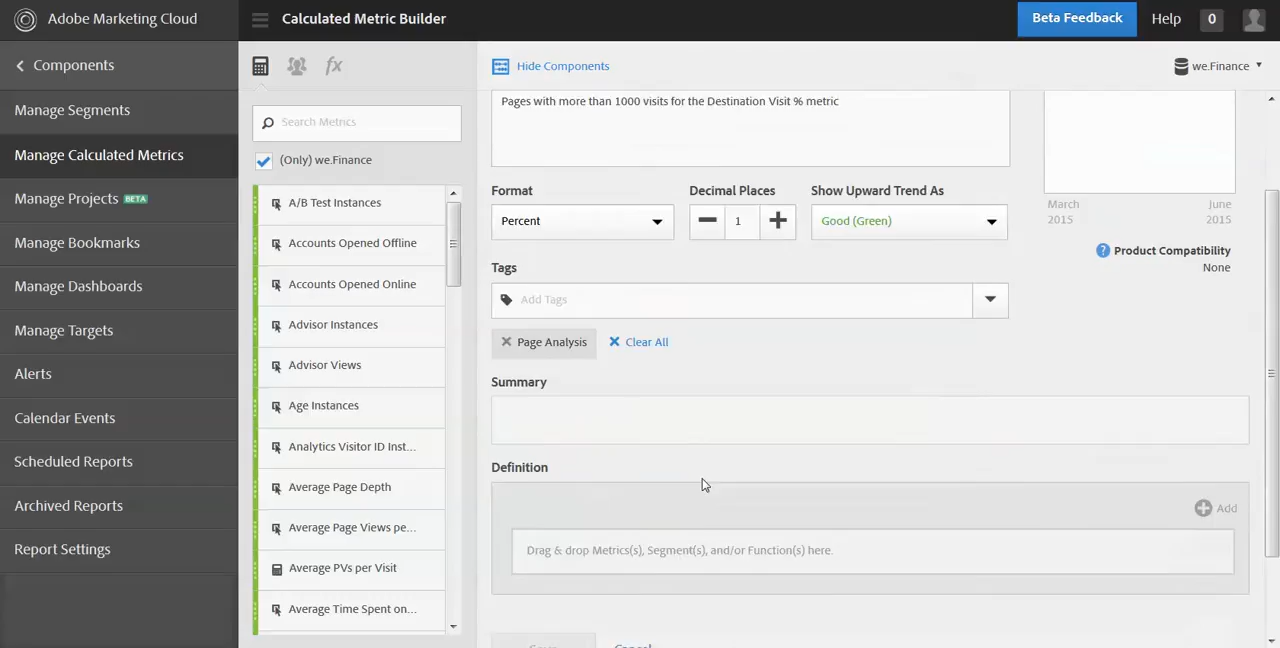 Adobe Marketing Cloud
Calculated Metric Builder
Beta Feedback
Help
0
Components
Manage Segments
Manage Calculated Metrics
Manage Projects BETA
Manage Bookmarks
Manage Dashboards
Manage Targets
Alerts
Calendar Events
Scheduled Reports
Archived Reports
Report Settings
fx
Search Metrics
(Only) we.Finance
A/B Test Instances
Accounts Opened Offline
Accounts Opened Online
Advisor Instances
Advisor Views
Age Instances
Analytics Visitor ID Inst...
Average Page Depth
Average Page Views pe...
Average PVs per Visit
Average Time Spent on...
Hide Components
we.Finance
Pages with more than 1000 visits for the Destination Visit % metric
Format
Decimal Places
Show Upward Trend As
Percent
1
Good (Green)
Tags
Add Tags
Page Analysis
Clear All
Summary
Definition
Add
Drag & drop Metrics(s), Segment(s), and/or Function(s) here.
March
2015
June
2015
? Product Compatibility
None
Save
Cancel